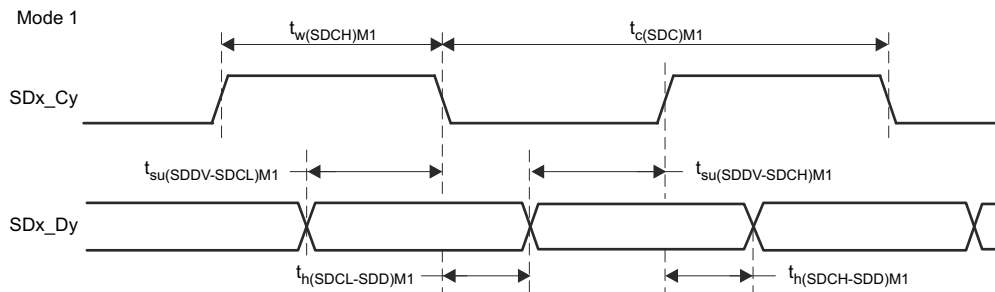 Mode 1
tw(SDCH)M1 tc(SDC)M1
SDx_Cy
tsu(SDDV-SDCL)M1 tsu(SDDV-SDCH)M1
SDx_Dy
th(SDCL-SDD)M1 th(SDCH-SDD)M1